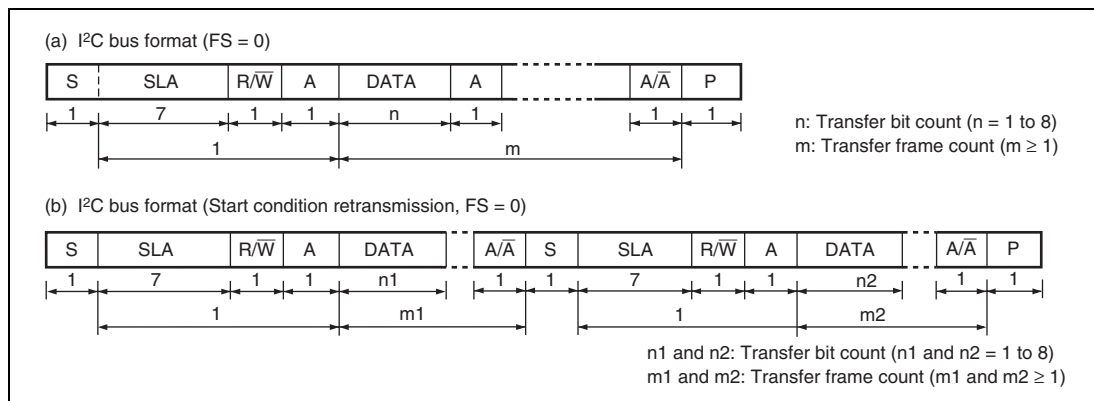 (a) I²C bus format (FS = 0)
S SLA R/W̅ A DATA A A/A̅ P
1 7 1 1 n 1 1 1
1 m
n: Transfer bit count (n = 1 to 8)
m: Transfer frame count (m ≥ 1)
(b) I²C bus format (Start condition retransmission, FS = 0)
S SLA R/W̅ A DATA A/A̅ S SLA R/W̅ A DATA A/A̅ P
1 7 1 1 n1 1 1 7 1 1 n2 1 1
1 m1 1 m2
n1 and n2: Transfer bit count (n1 and n2 = 1 to 8)
m1 and m2: Transfer frame count (m1 and m2 ≥ 1)